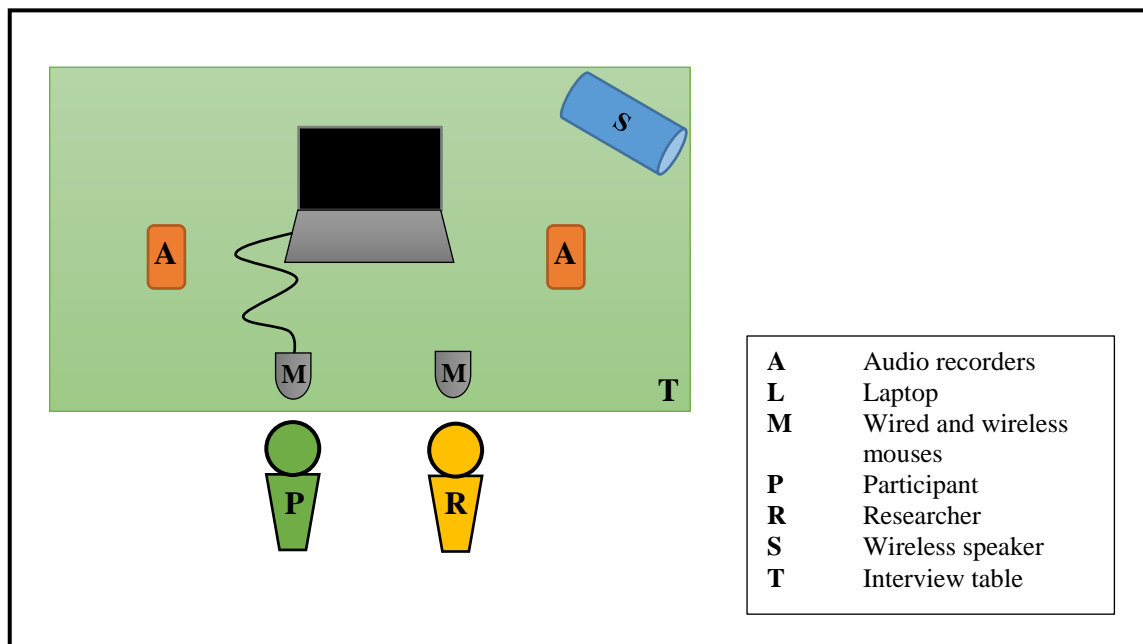 S
A
A
M
M
T
P
R
A Audio recorders
L Laptop
M Wired and wireless
mouses
P Participant
R Researcher
S Wireless speaker
T Interview table